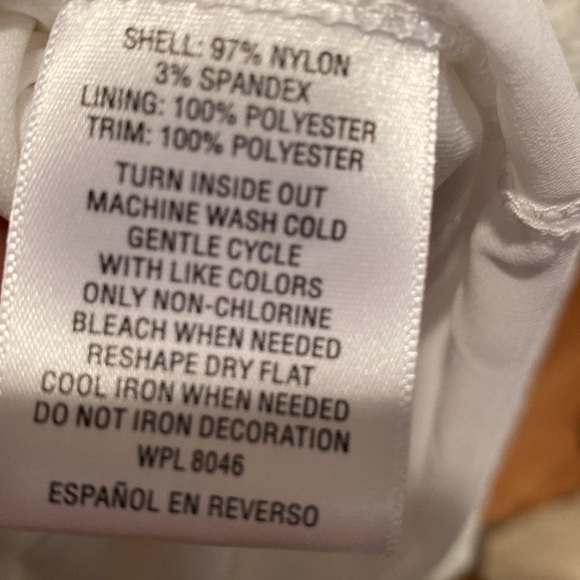 SHELL: 97% NYLON
3% SPANDEX
LINING: 100% POLYESTER
TRIM: 100% POLYESTER
TURN INSIDE OUT
MACHINE WASH COLD
GENTLE CYCLE
WITH LIKE COLORS
ONLY NON-CHLORINE
BLEACH WHEN NEEDED
RESHAPE DRY FLAT
COOL IRON WHEN NEEDED
DO NOT IRON DECORATION
WPL 8046
ESPAÑOL EN REVERSO